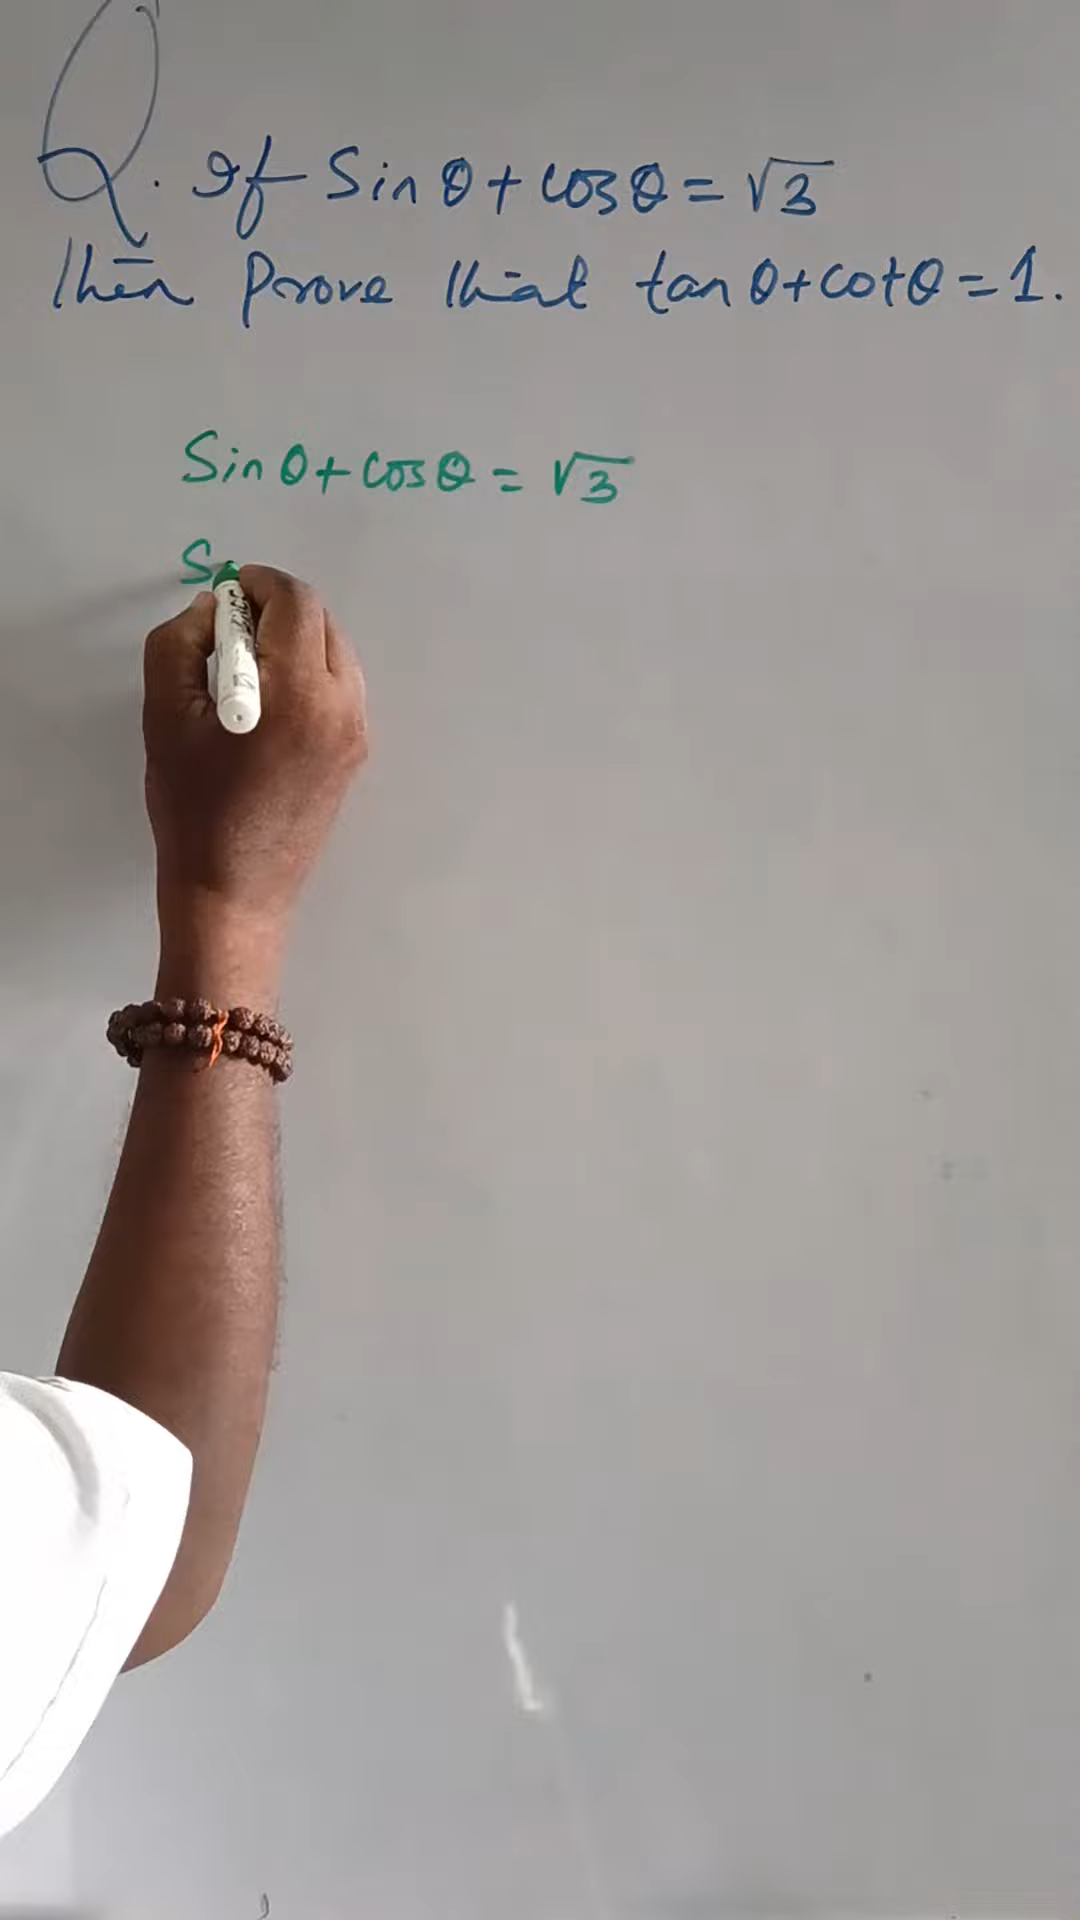 Q. If Sin θ + cos θ = √3
Then Prove that tan θ + cot θ = 1.
Sin θ + cos θ = √3
S